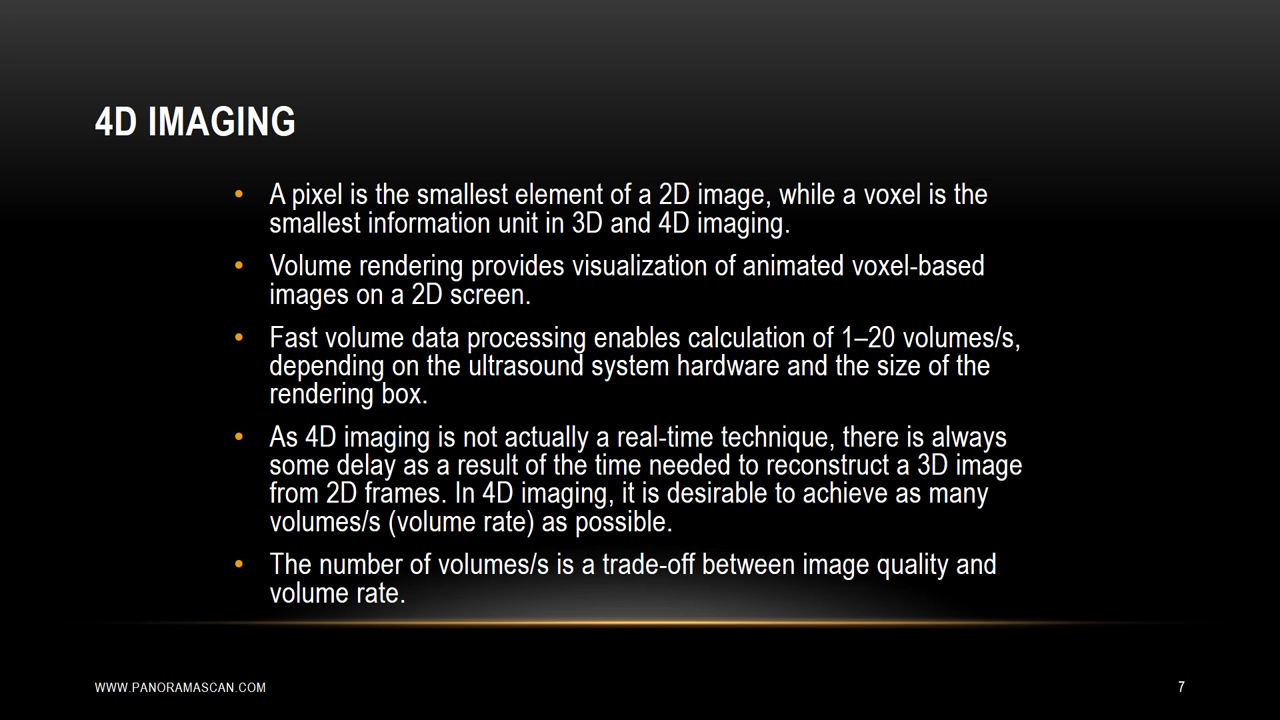 4D IMAGING
• A pixel is the smallest element of a 2D image, while a voxel is the
smallest information unit in 3D and 4D imaging.
• Volume rendering provides visualization of animated voxel-based
images on a 2D screen.
• Fast volume data processing enables calculation of 1–20 volumes/s,
depending on the ultrasound system hardware and the size of the
rendering box.
• As 4D imaging is not actually a real-time technique, there is always
some delay as a result of the time needed to reconstruct a 3D image
from 2D frames. In 4D imaging, it is desirable to achieve as many
volumes/s (volume rate) as possible.
• The number of volumes/s is a trade-off between image quality and
volume rate.
WWW.PANORAMASCAN.COM
7